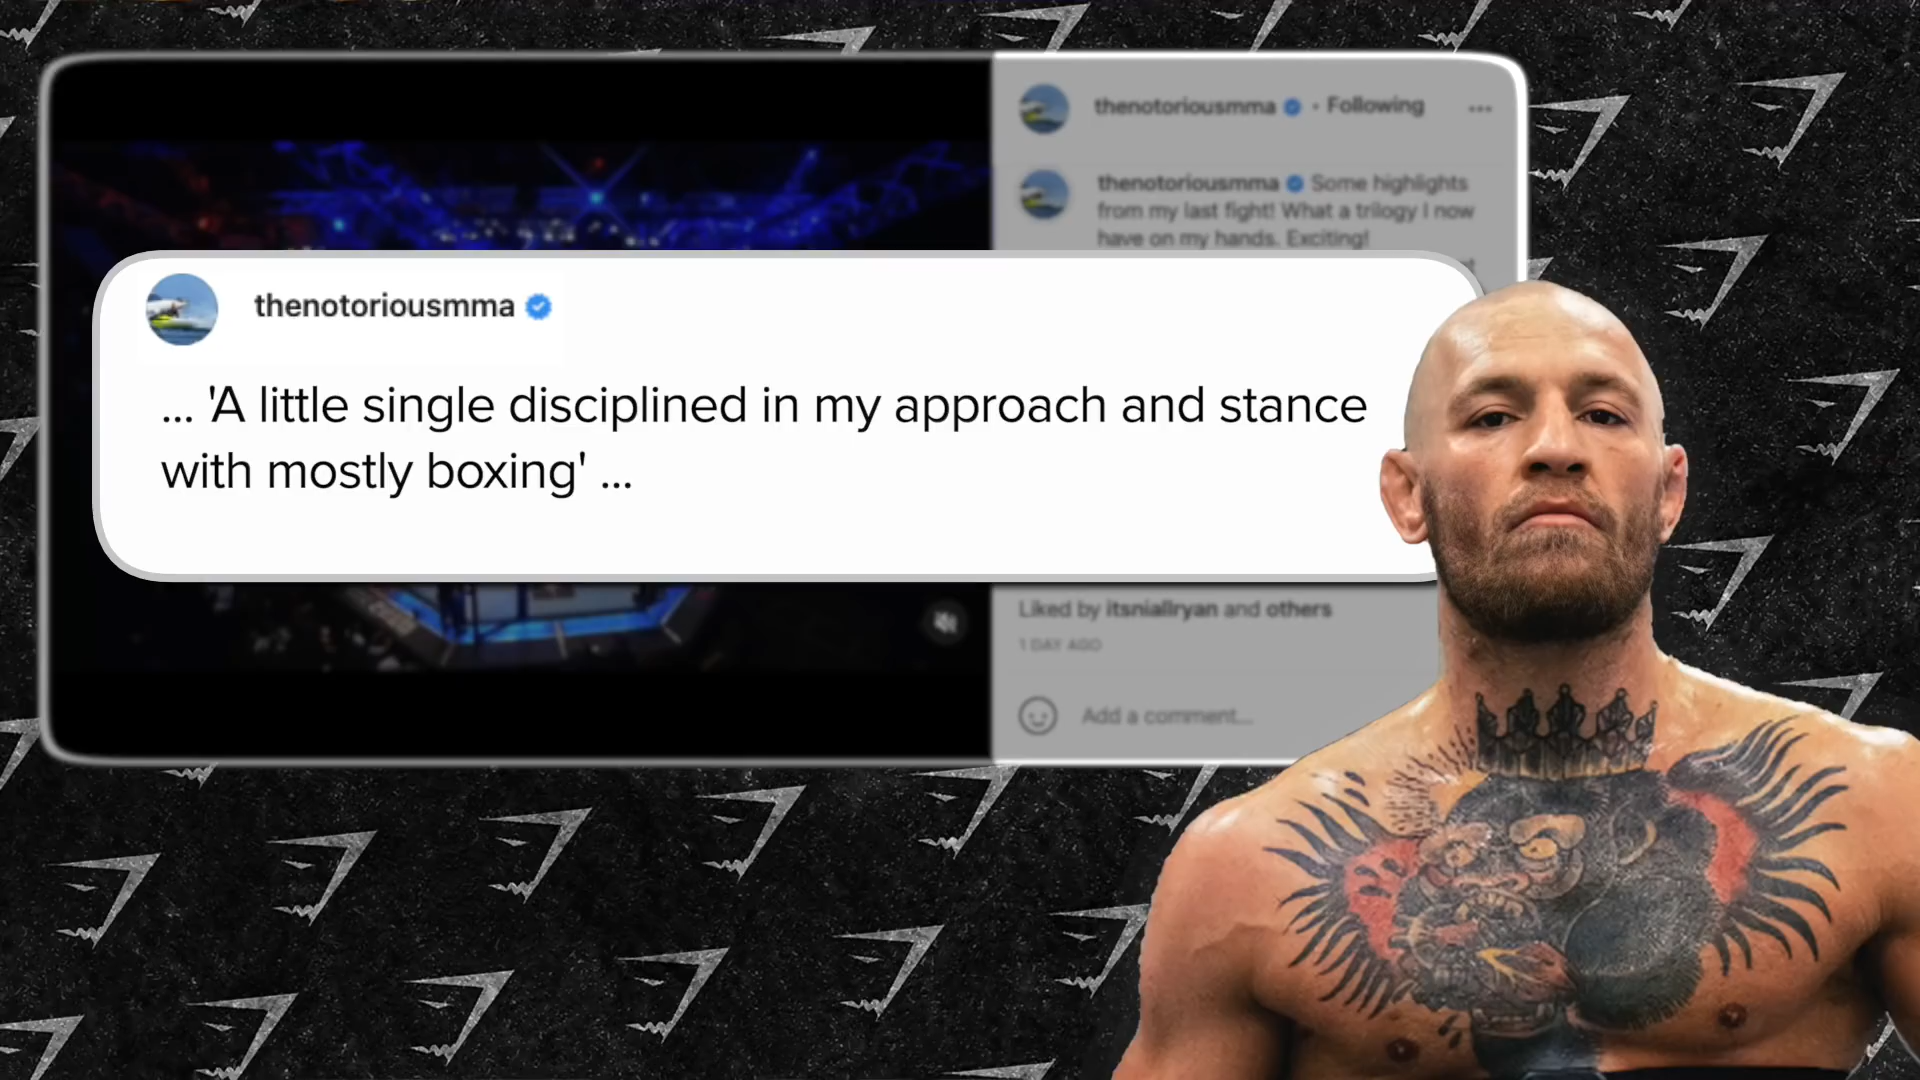 thenotoriousmma • Following
thenotoriousmma Some highlights
from my last fight! What a trilogy I now
have on my hands. Exciting!
thenotoriousmma
... 'A little single disciplined in my approach and stance
with mostly boxing' ...
Liked by itsniallryan and others
1 DAY AGO
Add a comment...